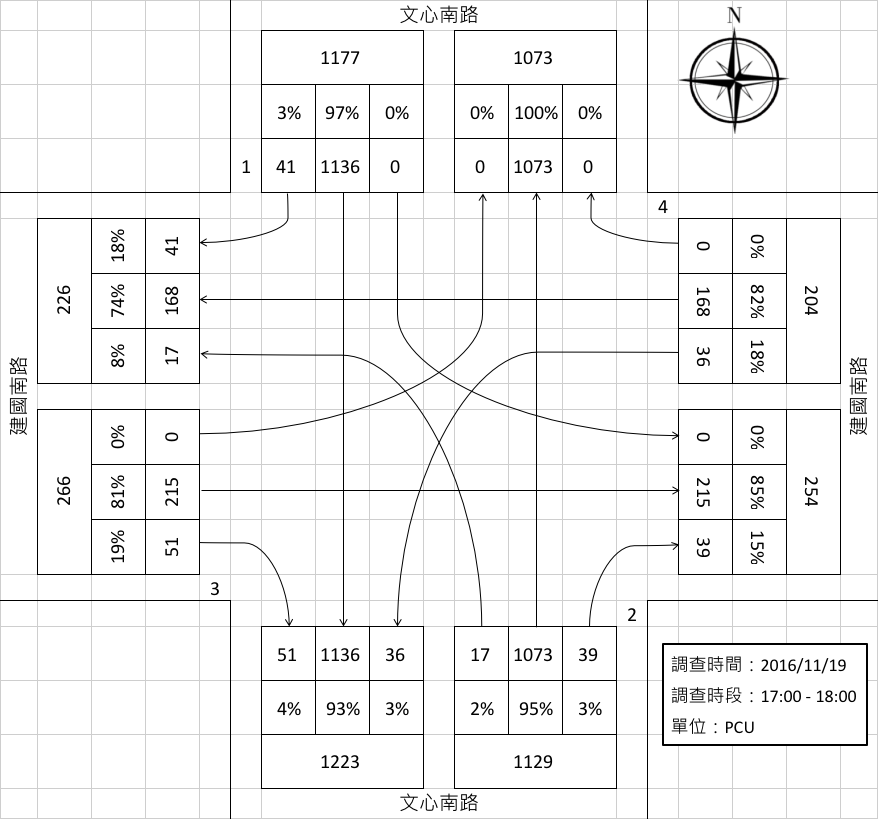 文心南路
N
1177
1073
3% 97% 0%
0% 100% 0%
1
41 1136 0
0 1073 0
4
226
18% 41
74% 168
8% 17
0 0%
168 82%
36 18%
204
建國南路
建國南路
266
0% 0
81% 215
19% 51
0 0%
215 85%
39 15%
254
3
2
51 1136 36
17 1073 39
4% 93% 3%
2% 95% 3%
1223
1129
文心南路
調查時間：2016/11/19
調查時段：17:00 - 18:00
單位：PCU